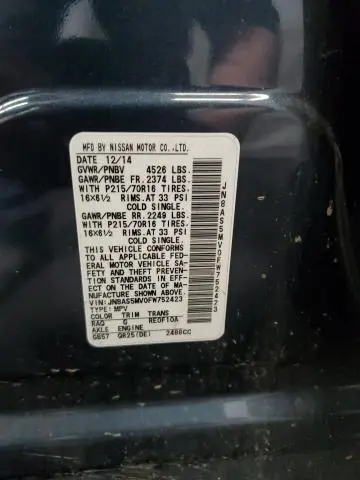 MFD BY NISSAN MOTOR CO.,LTD.
DATE 12/14
GVWR/PNBV 4526 LBS.
GAWR/PNBE FR. 2374 LBS.
WITH P215/70R16 TIRES,
16×6½ RIMS.AT 33 PSI
COLD SINGLE.
GAWR/PNBE RR. 2249 LBS.
WITH P215/70R16 TIRES,
16×6½ RIMS.AT 33 PSI
COLD SINGLE.
THIS VEHICLE CONFORMS
TO ALL APPLICABLE FED-
ERAL MOTOR VEHICLE SA-
FETY AND THEFT PREVEN-
TION STANDARDS IN EFF-
ECT ON THE DATE OF MA-
NUFACTURE SHOWN ABOVE.
VIN: JN8AS5MV0FW752423
TYPE: MPV
COLOR TRIM TRANS
RAQ G RE0F10A
AXLE ENGINE
GB57 QR25(DE) 2488CC
JN8AS5MV0FW752423